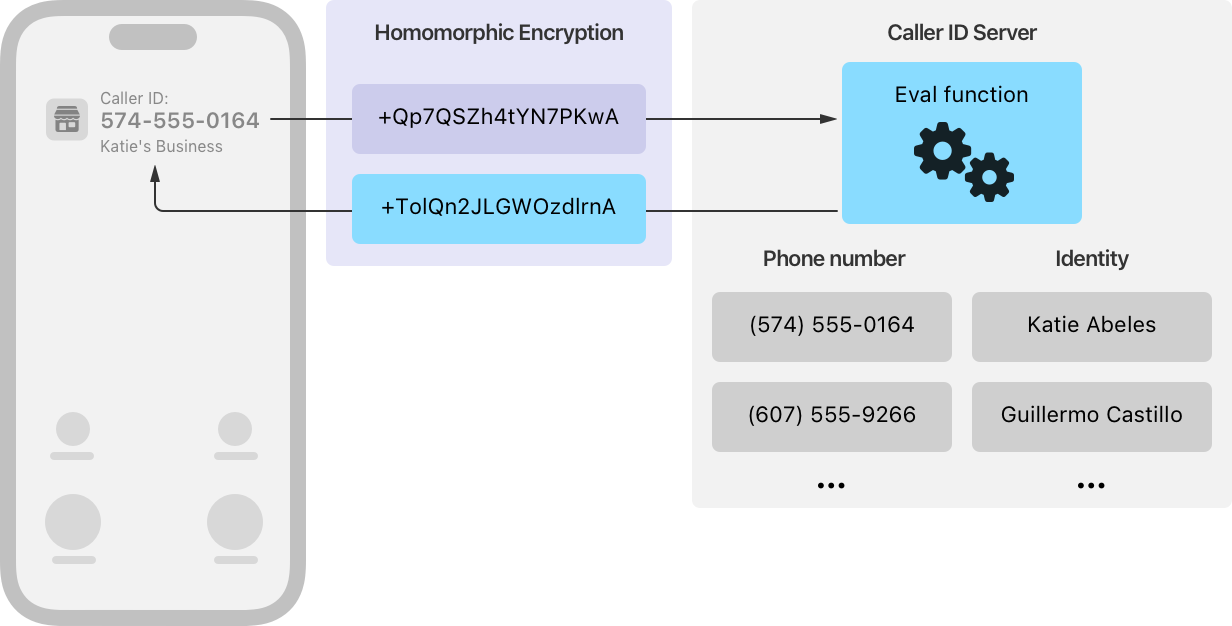 Caller ID:
574-555-0164
Katie's Business
Homomorphic Encryption
+Qp7QSZh4tYN7PKwA
+TolQn2JLGWOzdlrnA
Caller ID Server
Eval function
Phone number
Identity
(574) 555-0164
Katie Abeles
(607) 555-9266
Guillermo Castillo
...
...